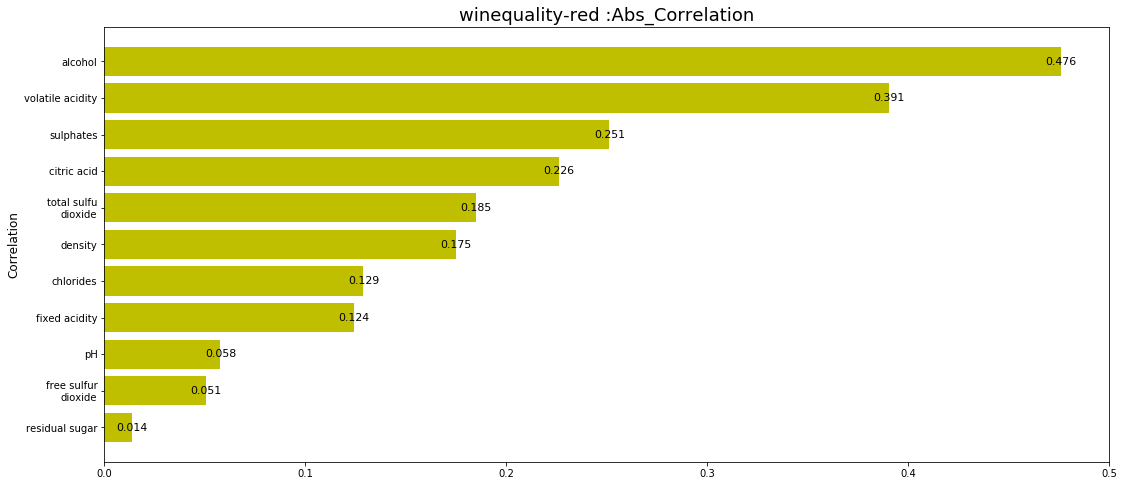 winequality-red :Abs_Correlation
Correlation
alcohol 0.476
volatile acidity 0.391
sulphates 0.251
citric acid 0.226
total sulfu
dioxide 0.185
density 0.175
chlorides 0.129
fixed acidity 0.124
pH 0.058
free sulfur
dioxide 0.051
residual sugar 0.014
0.0 0.1 0.2 0.3 0.4 0.5